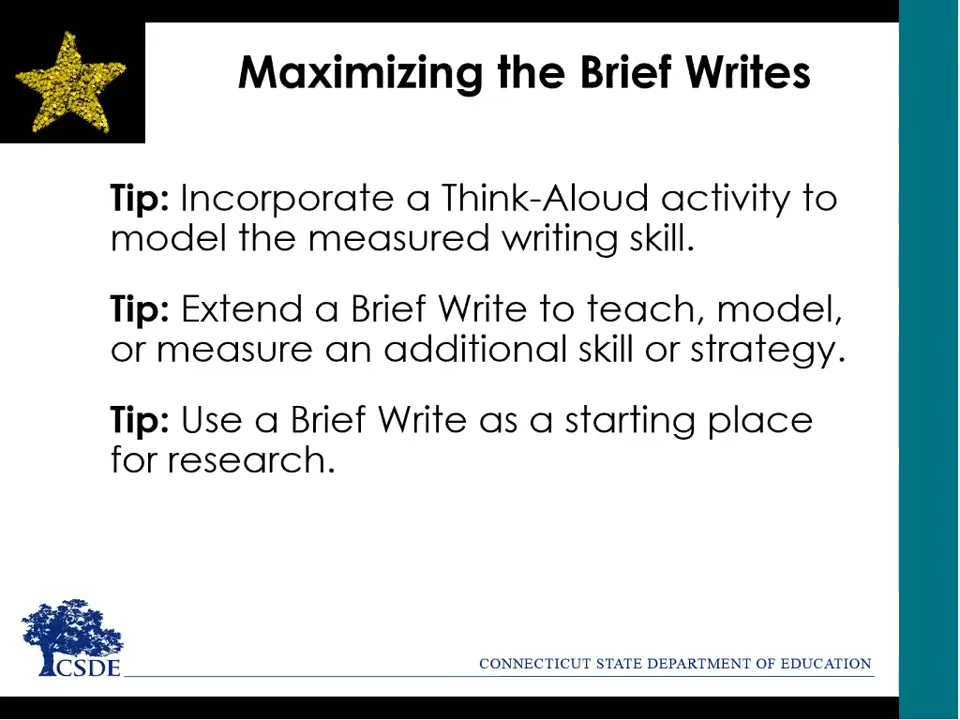 Maximizing the Brief Writes
Tip: Incorporate a Think-Aloud activity to
model the measured writing skill.
Tip: Extend a Brief Write to teach, model,
or measure an additional skill or strategy.
Tip: Use a Brief Write as a starting place
for research.
CSDE
CONNECTICUT STATE DEPARTMENT OF EDUCATION